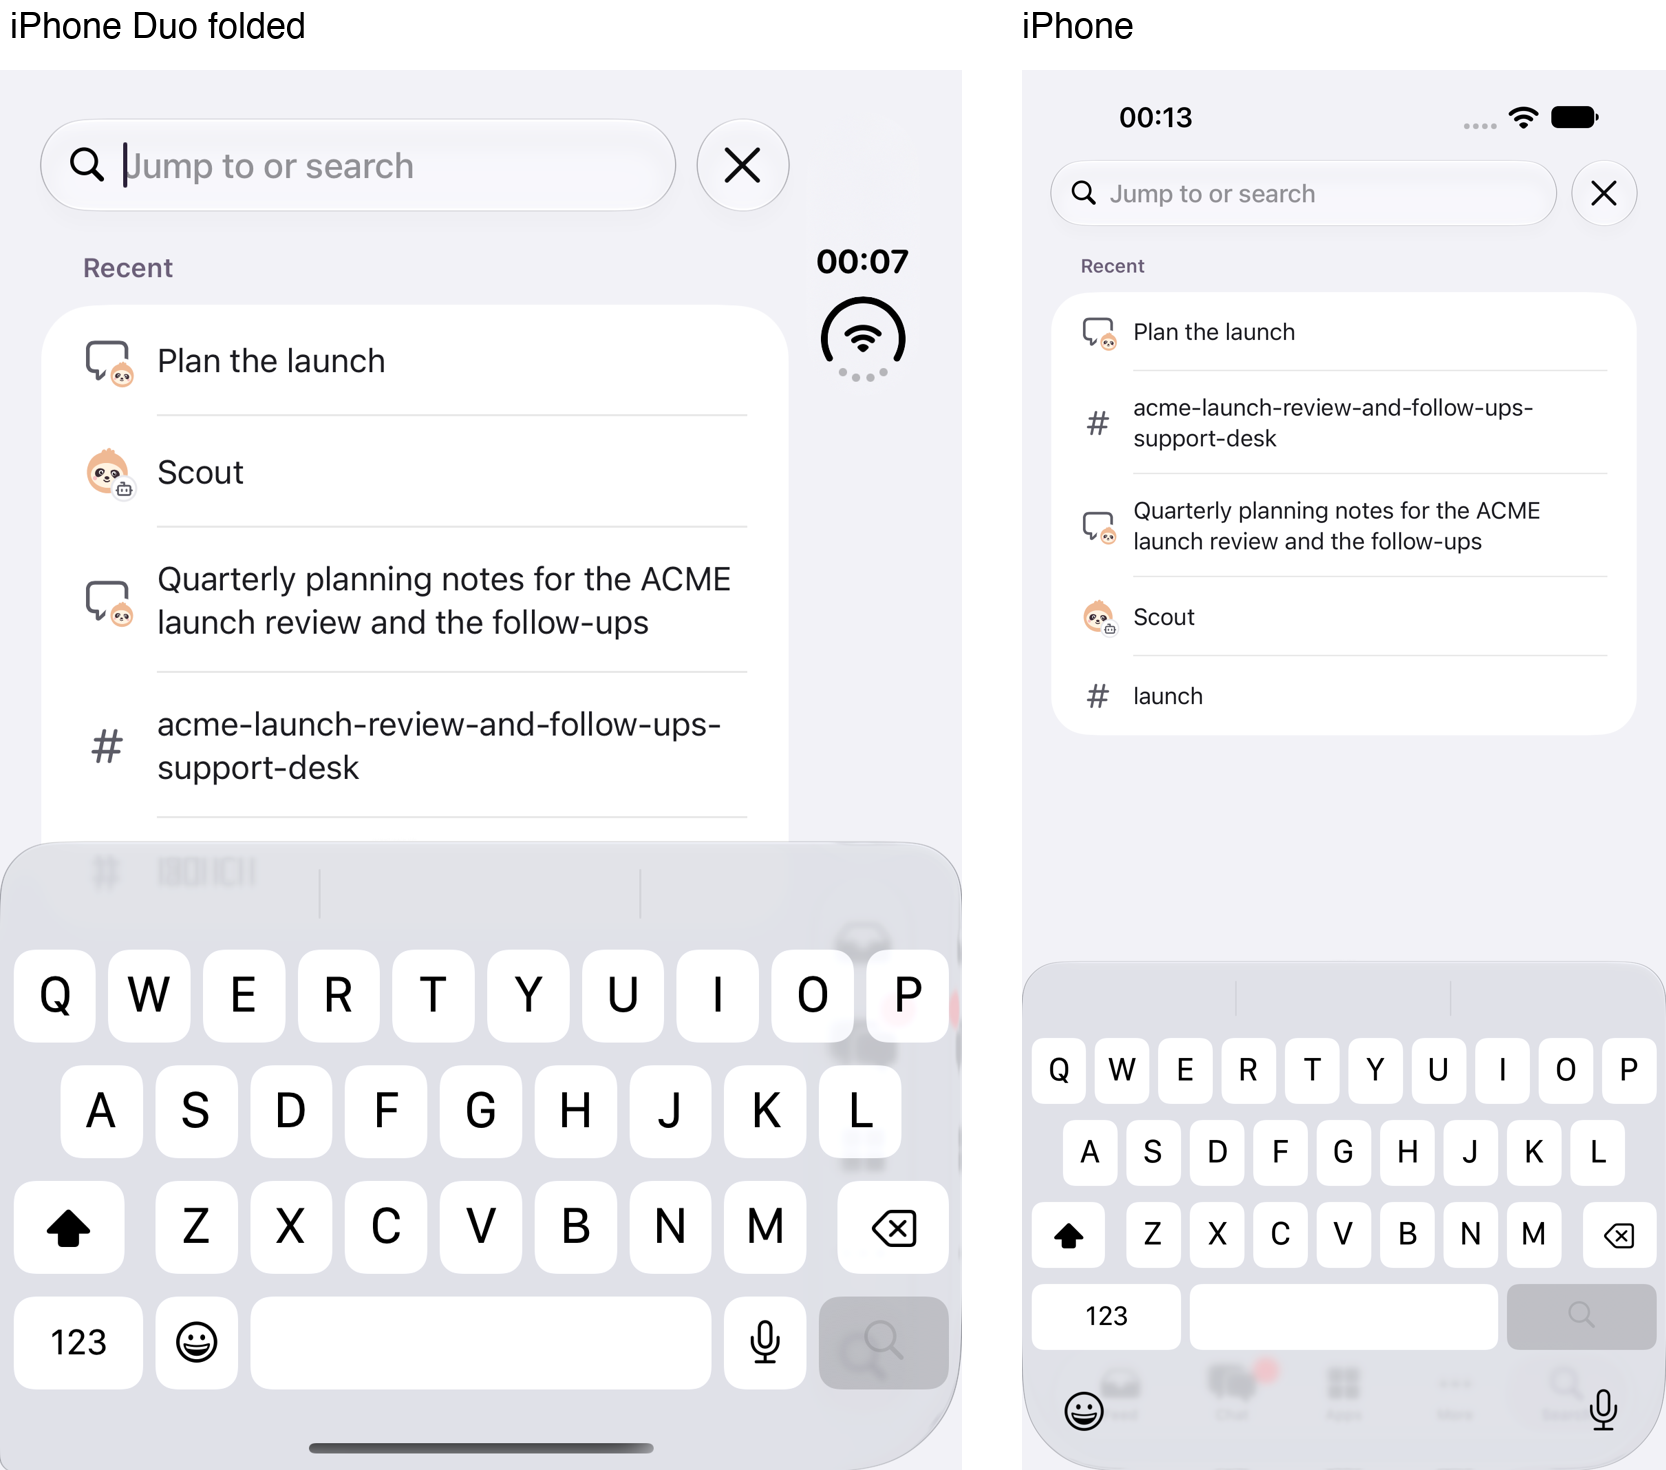 iPhone Duo folded
Jump to or search
Recent
00:07
Plan the launch
Scout
Quarterly planning notes for the ACME
launch review and the follow-ups
acme-launch-review-and-follow-ups-
support-desk
Q W E R T Y U I O P
A S D F G H J K L
Z X C V B N M
123
iPhone
00:13
Jump to or search
Recent
Plan the launch
acme-launch-review-and-follow-ups-
support-desk
Quarterly planning notes for the ACME
launch review and the follow-ups
Scout
launch
Q W E R T Y U I O P
A S D F G H J K L
Z X C V B N M
123